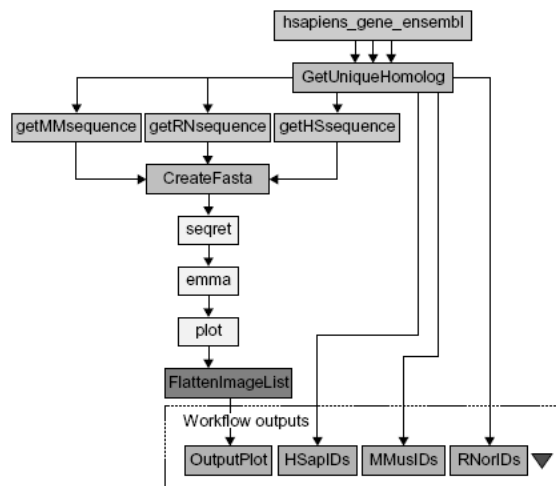 hsapiens_gene_ensembl
GetUniqueHomolog
getMMsequence getRNsequence getHSsequence
CreateFasta
seqret
emma
plot
FlattenImageList
Workflow outputs
OutputPlot HSapIDs MMusIDs RNorIDs